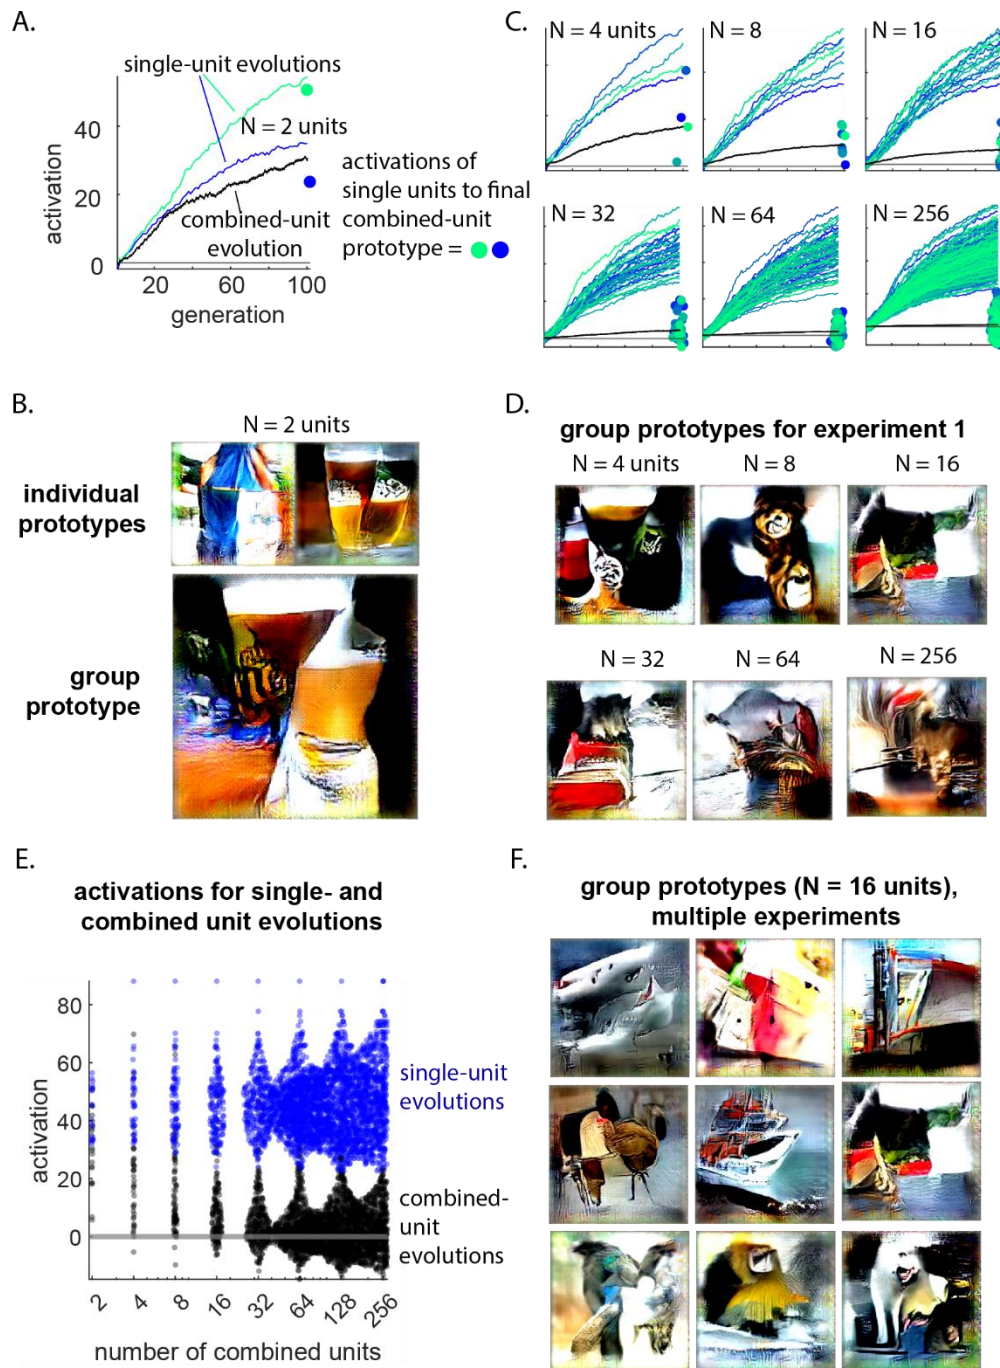 A.
single-unit evolutions
N = 2 units
40
20
0
activation
20
60
100
generation
combined-unit
evolution
activations of
single units to final
combined-unit
prototype =
C.
N = 4 units
N = 8
N = 16
N = 32
N = 64
N = 256
B.
N = 2 units
individual
prototypes
group
prototype
D.
group prototypes for experiment 1
N = 4 units
N = 8
N = 16
N = 32
N = 64
N = 256
E.
activations for single- and
combined unit evolutions
80
60
40
20
0
activation
single-unit
evolutions
combined-
unit
evolutions
2
4
8
16
32
64
128
256
number of combined units
F.
group prototypes (N = 16 units),
multiple experiments